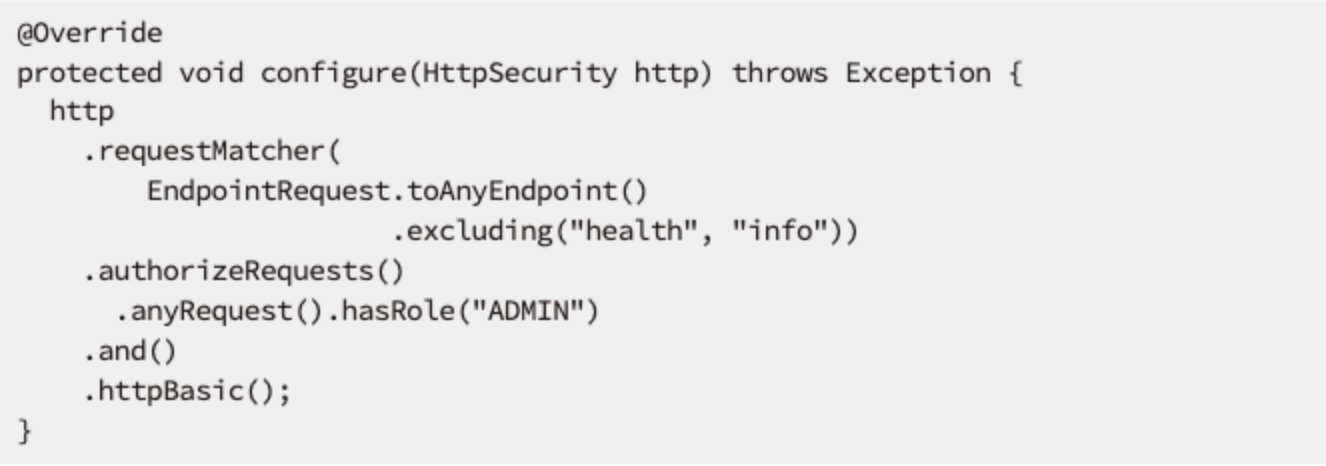 @Override
protected void configure(HttpSecurity http) throws Exception {
  http
    .requestMatcher(
        EndpointRequest.toAnyEndpoint()
                       .excluding("health", "info"))
    .authorizeRequests()
      .anyRequest().hasRole("ADMIN")
    .and()
    .httpBasic();
}